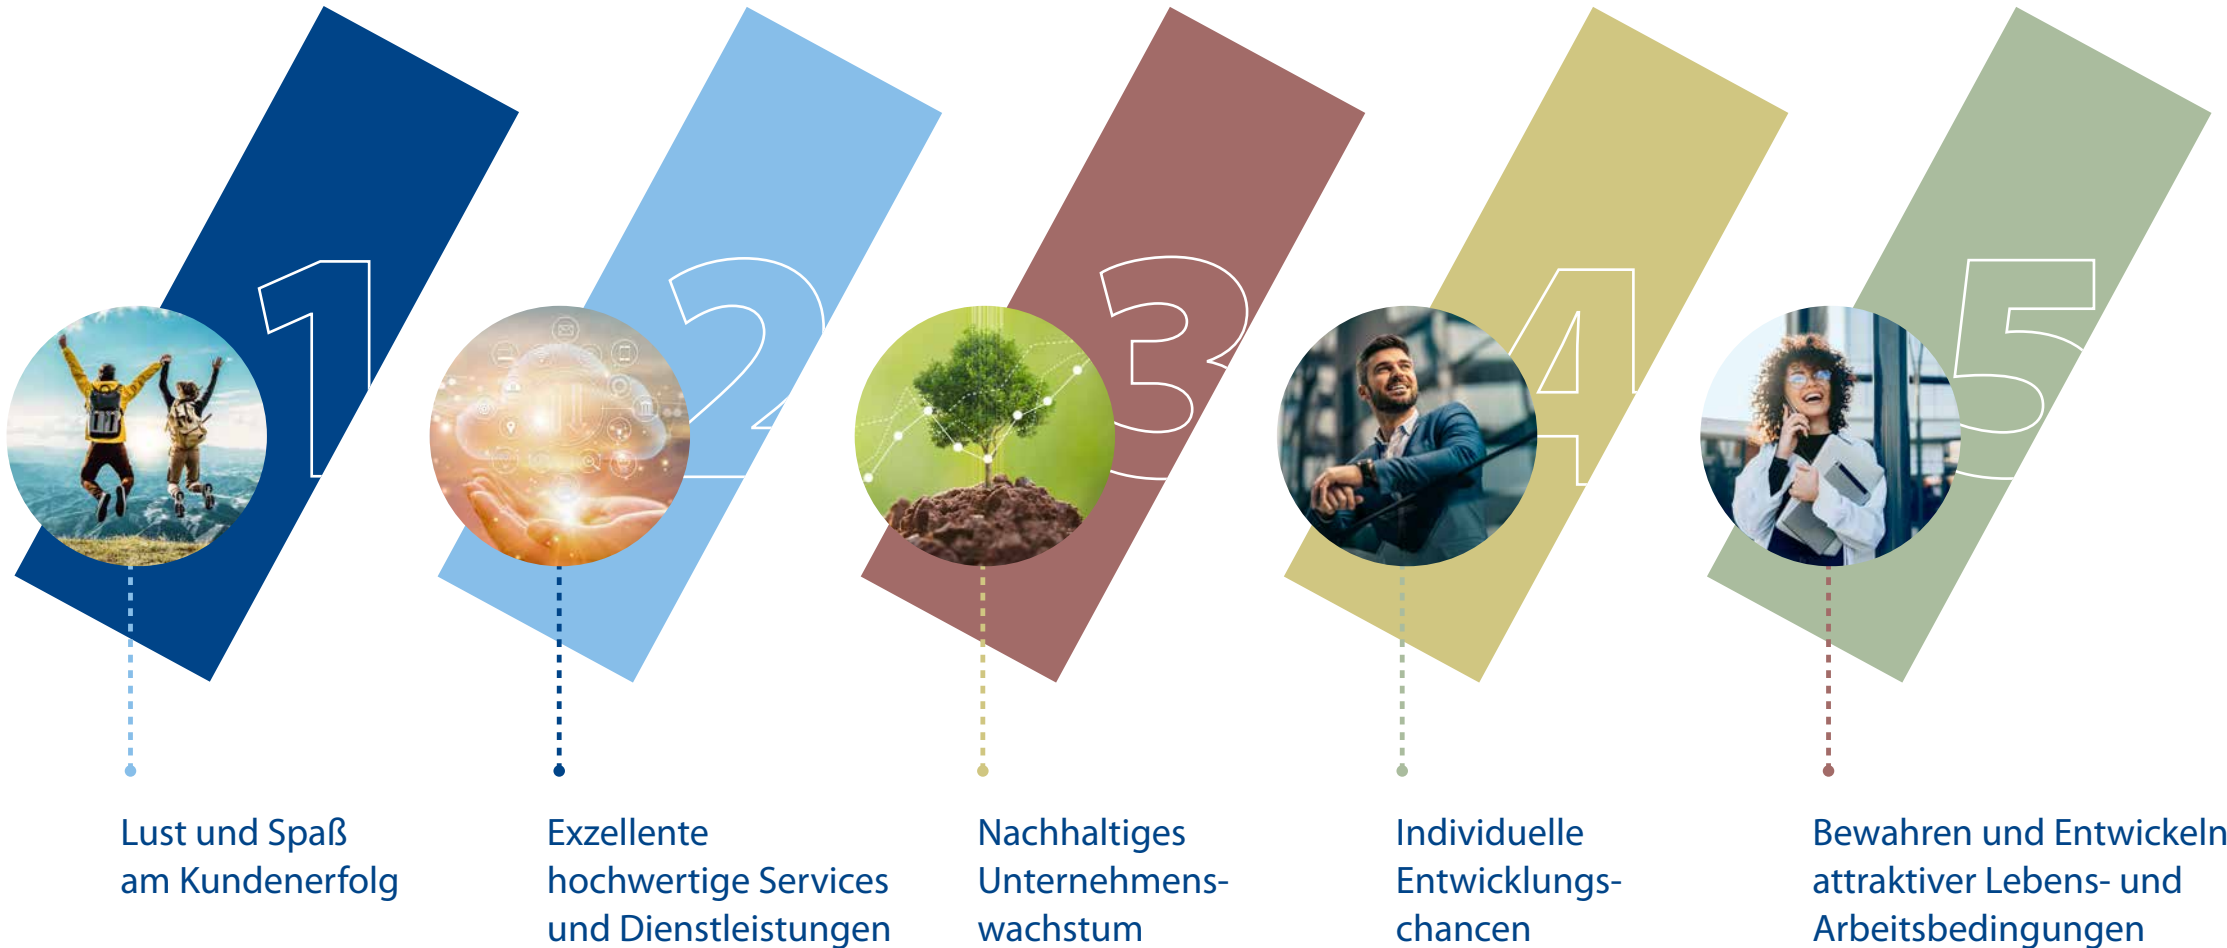 1
2
3
4
5
Lust und Spaß
am Kundenerfolg
Exzellente
hochwertige Services
und Dienstleistungen
Nachhaltiges
Unternehmens-
wachstum
Individuelle
Entwicklungs-
chancen
Bewahren und Entwickeln
attraktiver Lebens- und
Arbeitsbedingungen